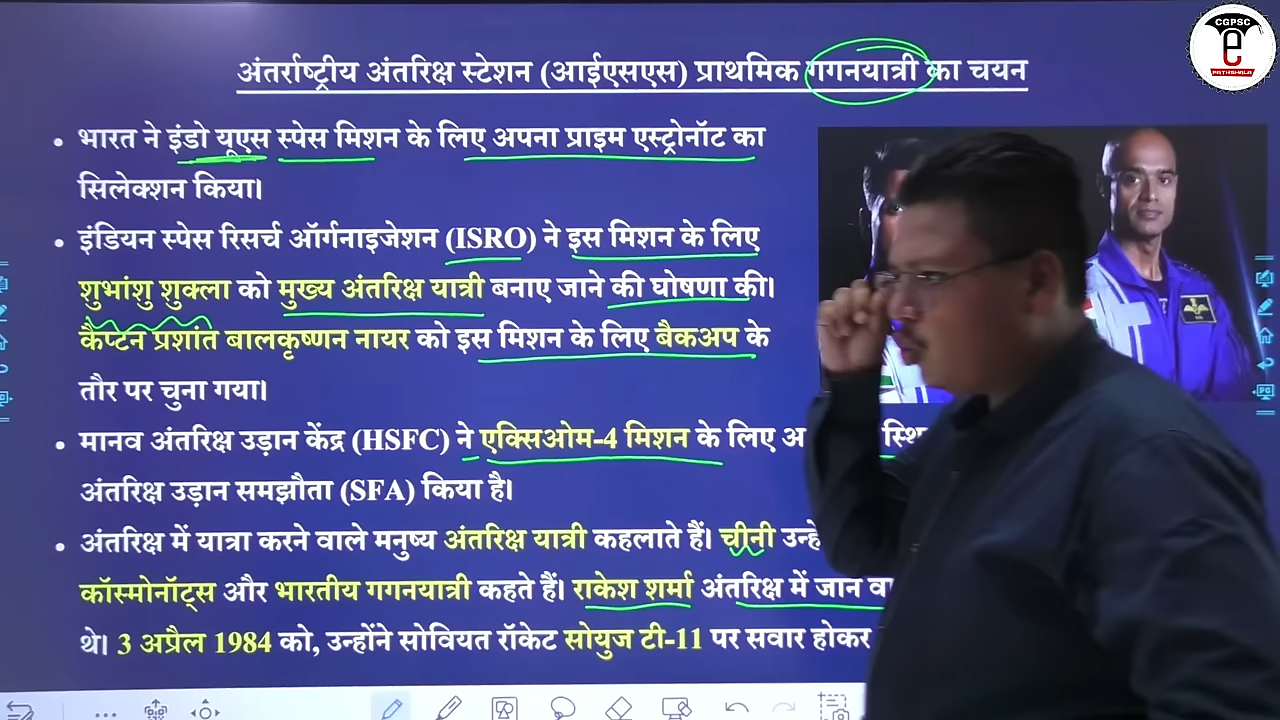 CGPSC
e
PATHSHALA
अंतर्राष्ट्रीय अंतरिक्ष स्टेशन (आईएसएस) प्राथमिक गगनयात्री का चयन
• भारत ने इंडो यूएस स्पेस मिशन के लिए अपना प्राइम एस्ट्रोनॉट का
सिलेक्शन किया।
• इंडियन स्पेस रिसर्च ऑर्गनाइजेशन (ISRO) ने इस मिशन के लिए
शुभांशु शुक्ला को मुख्य अंतरिक्ष यात्री बनाए जाने की घोषणा की।
कैप्टन प्रशांत बालकृष्णन नायर को इस मिशन के लिए बैकअप के
तौर पर चुना गया।
• मानव अंतरिक्ष उड़ान केंद्र (HSFC) ने एक्सिओम-4 मिशन के लिए
अंतरिक्ष उड़ान समझौता (SFA) किया है।
• अंतरिक्ष में यात्रा करने वाले मनुष्य अंतरिक्ष यात्री कहलाते हैं। चीनी
कॉस्मोनॉट्स और भारतीय गगनयात्री कहते हैं। राकेश शर्मा अंतरिक्ष में जान
थे। 3 अप्रैल 1984 को, उन्होंने सोवियत रॉकेट सोयुज टी-11 पर सवार होकर